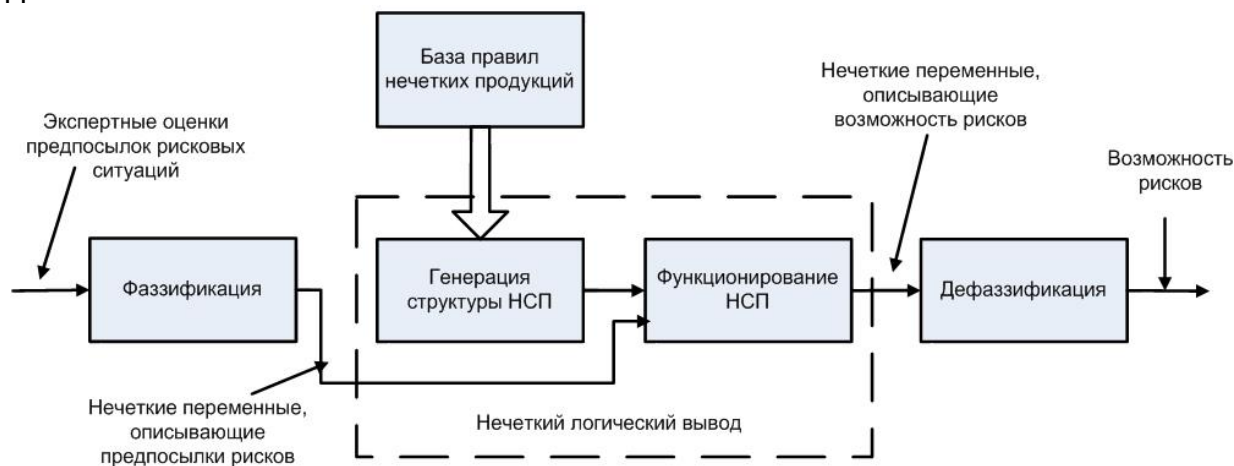 База правил
нечетких продукций
Нечеткие переменные,
описывающие
возможность рисков
Экспертные оценки
предпосылок рисковых
ситуаций
Возможность
рисков
Фаззификация
Генерация
структуры НСП
Функционирование
НСП
Дефаззификация
Нечеткие переменные,
описывающие
предпосылки рисков
Нечеткий логический вывод